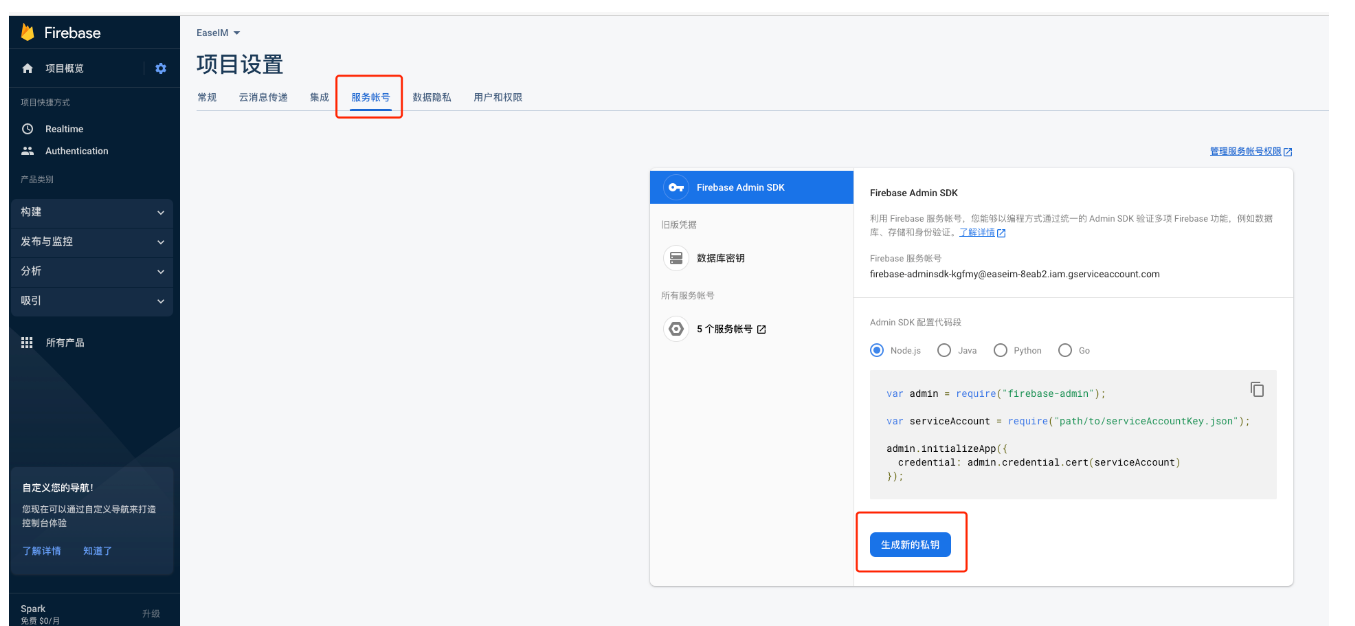 Firebase
项目概览
项目快捷方式
Realtime
Authentication
产品类别
构建
发布与监控
分析
吸引
所有产品
自定义您的导航!
您现在可以通过自定义导航来打造
控制台体验
了解详情 知道了
Spark
免费 $0/月
升级
EaseIM
项目设置
常规 云消息传递 集成 服务帐号 数据隐私 用户和权限
管理服务帐号权限
Firebase Admin SDK
旧版凭据
数据库密钥
所有服务帐号
5 个服务帐号
Firebase Admin SDK
利用 Firebase 服务帐号，您能够以编程方式通过统一的 Admin SDK 验证多项 Firebase 功能，例如数据
库、存储和身份验证。了解详情
Firebase 服务帐号
firebase-adminsdk-kgfmy@easeim-8eab2.iam.gserviceaccount.com
Admin SDK 配置代码段
Node.js Java Python Go
var admin = require("firebase-admin");
var serviceAccount = require("path/to/serviceAccountKey.json");
admin.initializeApp({
credential: admin.credential.cert(serviceAccount)
});
生成新的私钥